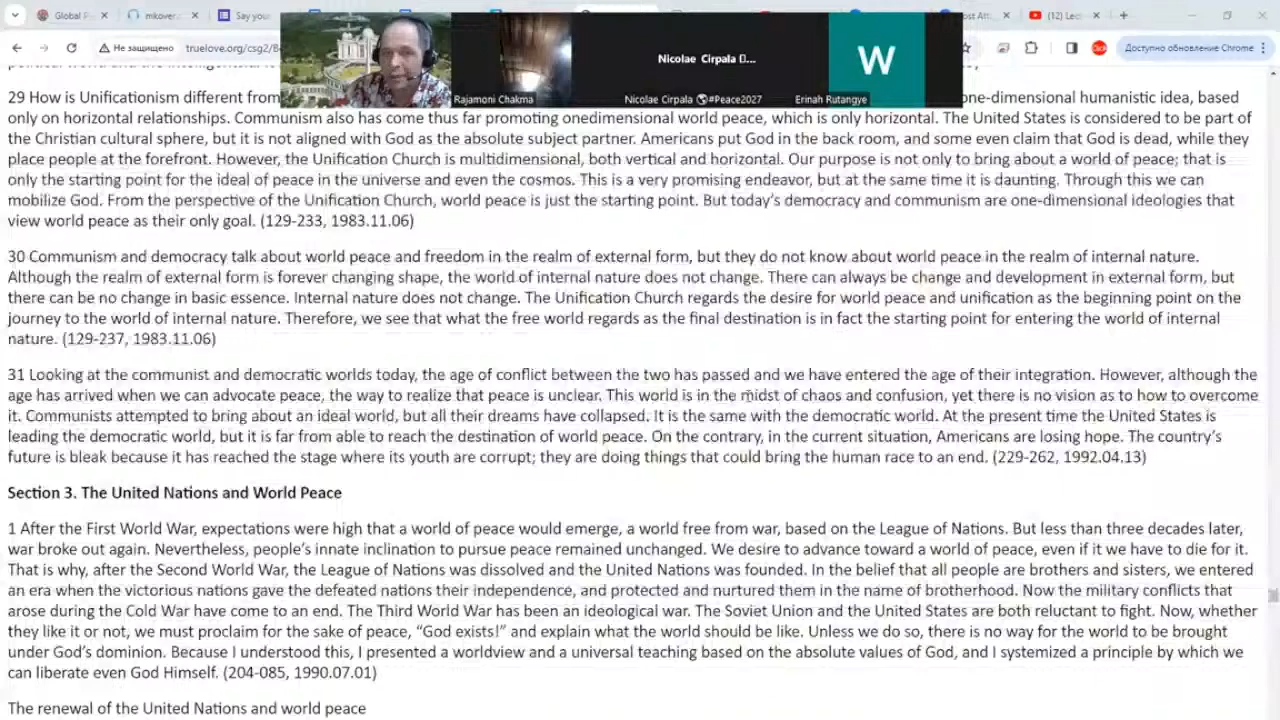 Global P
mkover.
Say your
ost Att
(12) Lec
Не защищено
truelove.org/csg2/B
Доступно обновление Chrome
Rajamoni Chakma
Nicolae Cirpala
Nicolae Cirpala 🌎#Peace2027
W
Erinah Rutangye
29 How is Unificationism different from one-dimensional humanistic idea, based
only on horizontal relationships. Communism also has come thus far promoting onedimensional world peace, which is only horizontal. The United States is considered to be part of
the Christian cultural sphere, but it is not aligned with God as the absolute subject partner. Americans put God in the back room, and some even claim that God is dead, while they
place people at the forefront. However, the Unification Church is multidimensional, both vertical and horizontal. Our purpose is not only to bring about a world of peace; that is
only the starting point for the ideal of peace in the universe and even the cosmos. This is a very promising endeavor, but at the same time it is daunting. Through this we can
mobilize God. From the perspective of the Unification Church, world peace is just the starting point. But today’s democracy and communism are one-dimensional ideologies that
view world peace as their only goal. (129-233, 1983.11.06)
30 Communism and democracy talk about world peace and freedom in the realm of external form, but they do not know about world peace in the realm of internal nature.
Although the realm of external form is forever changing shape, the world of internal nature does not change. There can always be change and development in external form, but
there can be no change in basic essence. Internal nature does not change. The Unification Church regards the desire for world peace and unification as the beginning point on the
journey to the world of internal nature. Therefore, we see that what the free world regards as the final destination is in fact the starting point for entering the world of internal
nature. (129-237, 1983.11.06)
31 Looking at the communist and democratic worlds today, the age of conflict between the two has passed and we have entered the age of their integration. However, although the
age has arrived when we can advocate peace, the way to realize that peace is unclear. This world is in the midst of chaos and confusion, yet there is no vision as to how to overcome
it. Communists attempted to bring about an ideal world, but all their dreams have collapsed. It is the same with the democratic world. At the present time the United States is
leading the democratic world, but it is far from able to reach the destination of world peace. On the contrary, in the current situation, Americans are losing hope. The country’s
future is bleak because it has reached the stage where its youth are corrupt; they are doing things that could bring the human race to an end. (229-262, 1992.04.13)
Section 3. The United Nations and World Peace
1 After the First World War, expectations were high that a world of peace would emerge, a world free from war, based on the League of Nations. But less than three decades later,
war broke out again. Nevertheless, people’s innate inclination to pursue peace remained unchanged. We desire to advance toward a world of peace, even if it we have to die for it.
That is why, after the Second World War, the League of Nations was dissolved and the United Nations was founded. In the belief that all people are brothers and sisters, we entered
an era when the victorious nations gave the defeated nations their independence, and protected and nurtured them in the name of brotherhood. Now the military conflicts that
arose during the Cold War have come to an end. The Third World War has been an ideological war. The Soviet Union and the United States are both reluctant to fight. Now, whether
they like it or not, we must proclaim for the sake of peace, “God exists!” and explain what the world should be like. Unless we do so, there is no way for the world to be brought
under God’s dominion. Because I understood this, I presented a worldview and a universal teaching based on the absolute values of God, and I systemized a principle by which we
can liberate even God Himself. (204-085, 1990.07.01)
The renewal of the United Nations and world peace